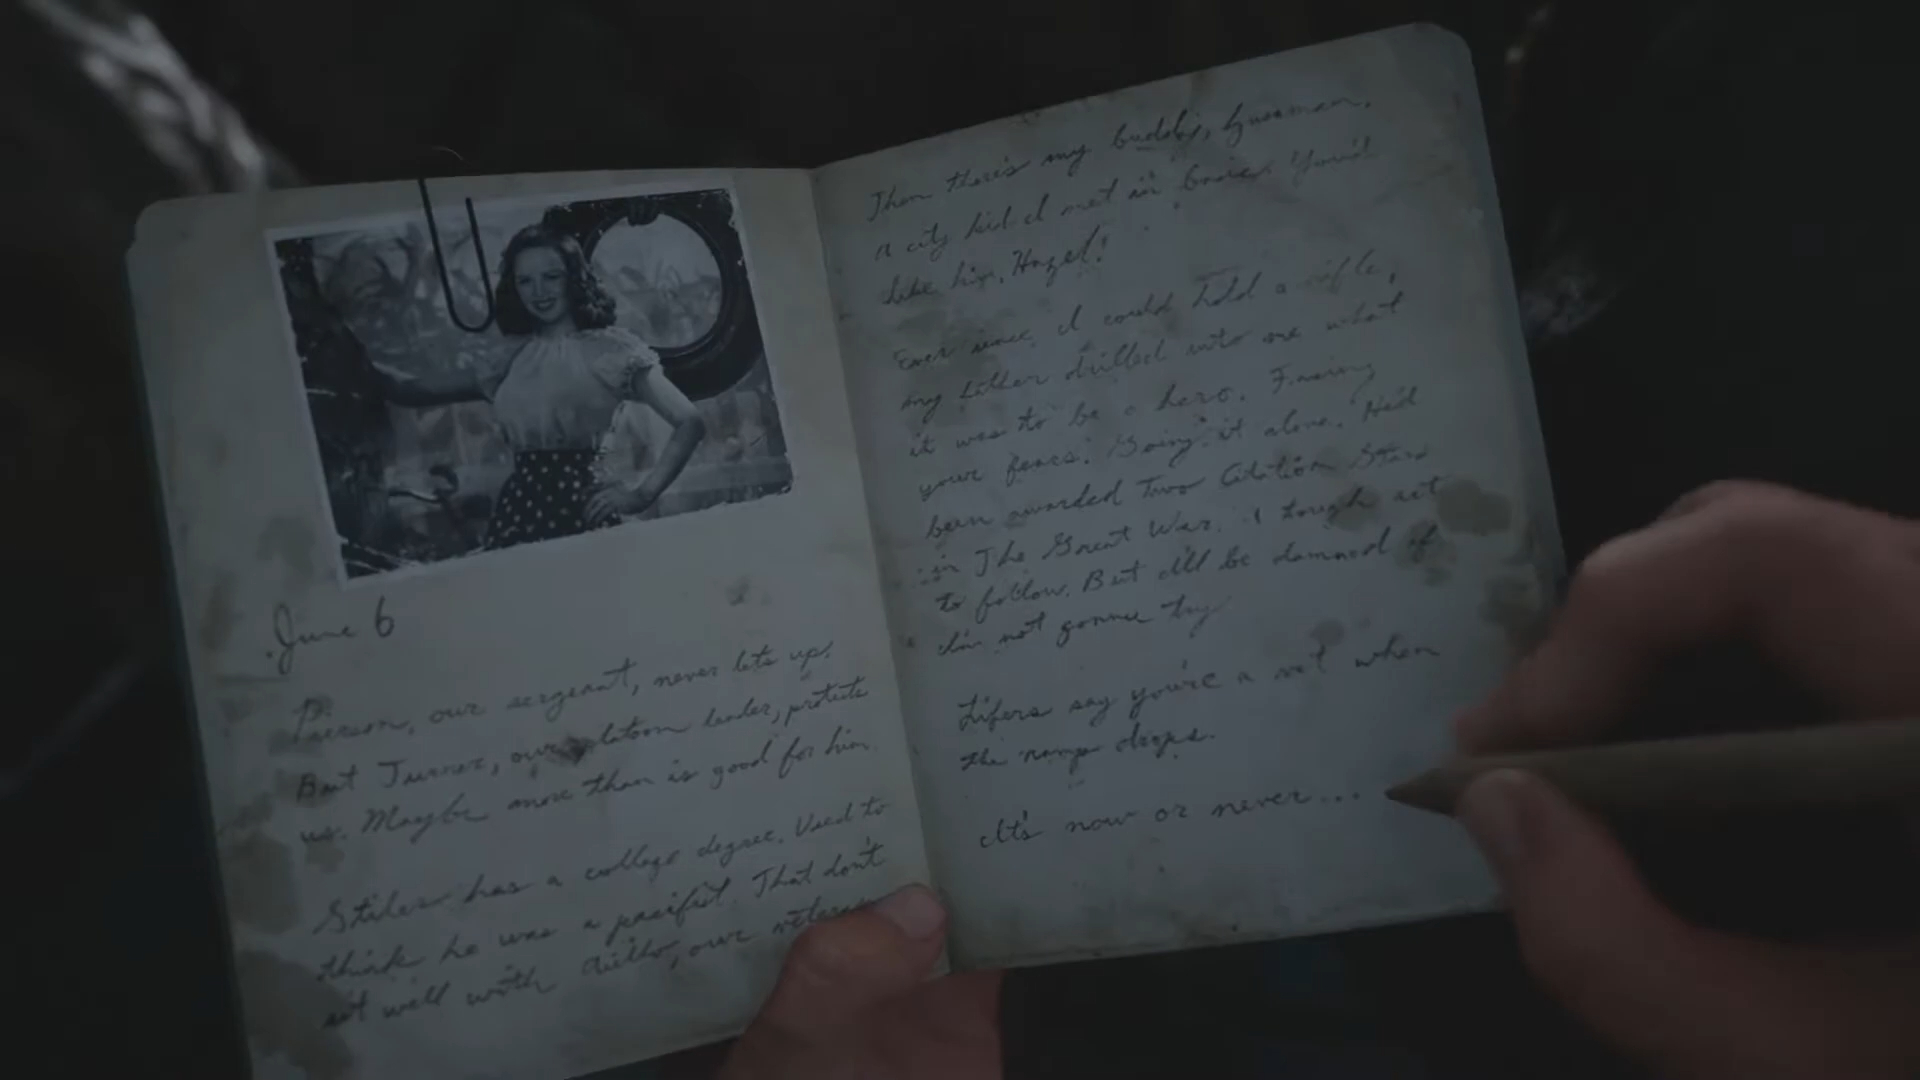 June 6
Pierson, our sergeant, never lets up.
But Turner, our platoon leader, protects
us. Maybe more than is good for him.
Stiles has a college degree. Used to
think he was a pacifist. That don't
sit well with Aiello, our veteran
Then there's my buddy, Zussman,
a city kid I met in basic. You'd
like him, Hazel!
Ever since I could hold a rifle,
my father drilled into me what
it was to be a hero. Facing
your fears. Going it alone. He'd
been awarded Two Citation Stars
in The Great War. A tough act
to follow. But I'll be damned if
I'm not gonna try
Lifers say you're a vet when
the ramp drops.
It's now or never...